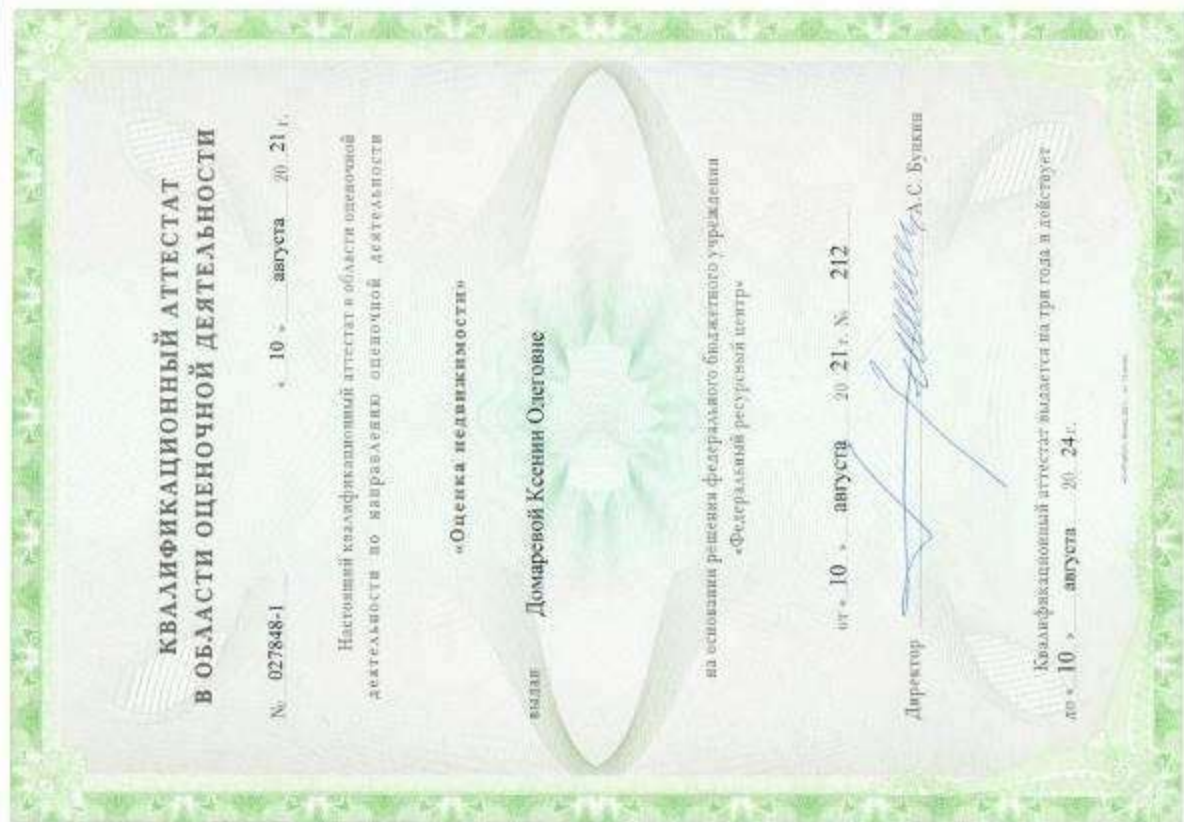 КВАЛИФИКАЦИОННЫЙ АТТЕСТАТ
В ОБЛАСТИ ОЦЕНОЧНОЙ ДЕЯТЕЛЬНОСТИ
№ 027848-1 « 10 » августа 20 21 г.
Настоящий квалификационный аттестат в области оценочной
деятельности по направлению оценочной деятельности
«Оценка недвижимости»
выдан Домаревой Ксении Олеговне
на основании решения федерального бюджетного учреждения
«Федеральный ресурсный центр»
от « 10 » августа 20 21 г. № 212
Директор А.С. Бункин
Квалификационный аттестат выдается на три года и действует
до « 10 » августа 20 24 г.